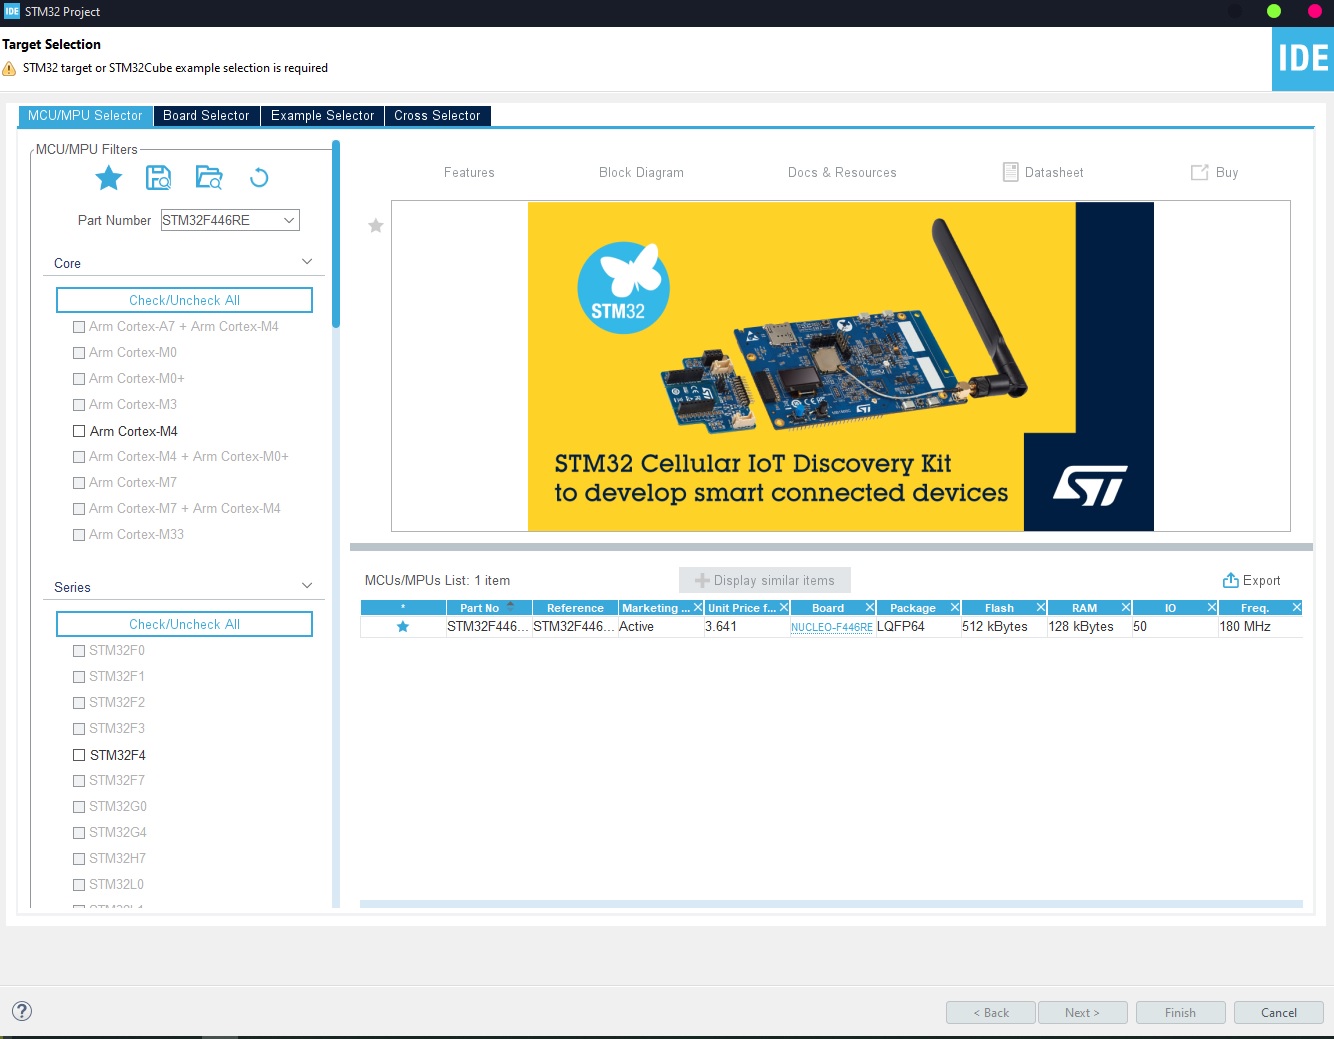 IDE STM32 Project
Target Selection
STM32 target or STM32Cube example selection is required
IDE
MCU/MPU Selector Board Selector Example Selector Cross Selector
MCU/MPU Filters
Part Number STM32F446RE
Core
Check/Uncheck All
Arm Cortex-A7 + Arm Cortex-M4
Arm Cortex-M0
Arm Cortex-M0+
Arm Cortex-M3
Arm Cortex-M4
Arm Cortex-M4 + Arm Cortex-M0+
Arm Cortex-M7
Arm Cortex-M7 + Arm Cortex-M4
Arm Cortex-M33
Series
Check/Uncheck All
STM32F0
STM32F1
STM32F2
STM32F3
STM32F4
STM32F7
STM32G0
STM32G4
STM32H7
STM32L0
Features Block Diagram Docs & Resources Datasheet Buy
STM32
STM32 Cellular IoT Discovery Kit
to develop smart connected devices
ST
MCUs/MPUs List: 1 item Display similar items Export
* Part No Reference Marketing ... Unit Price f... Board Package Flash RAM IO Freq.
STM32F446... STM32F446... Active 3.641 NUCLEO-F446RE LQFP64 512 kBytes 128 kBytes 50 180 MHz
? < Back Next > Finish Cancel